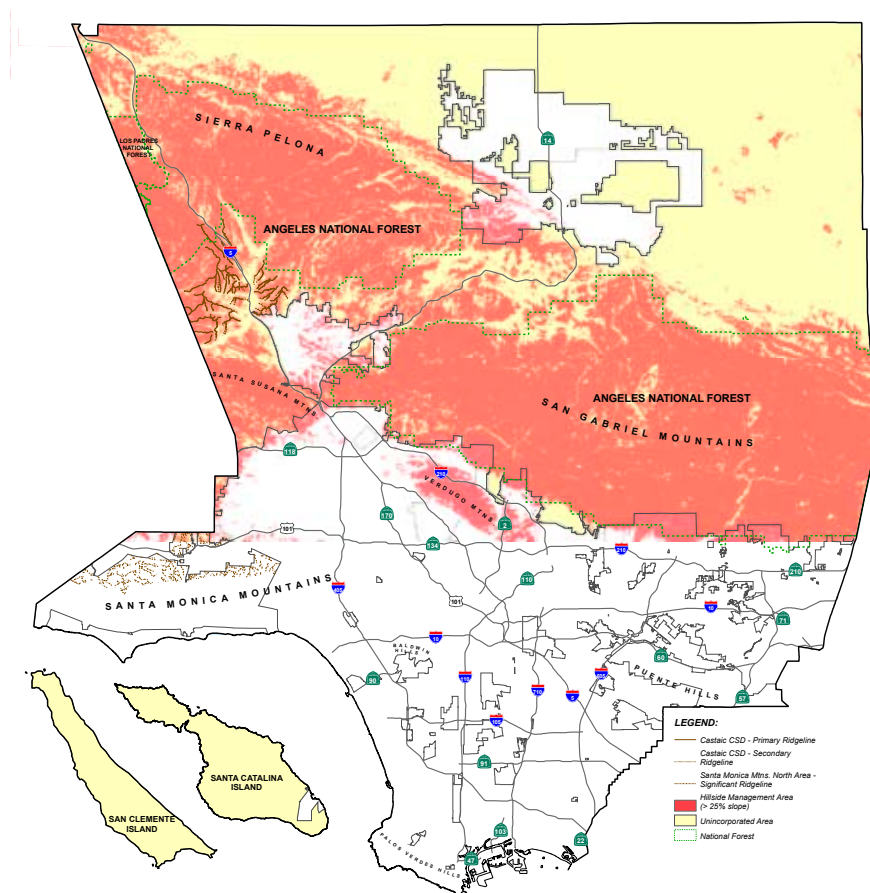 SIERRA PELONA
14
LOS PADRES
NATIONAL
FOREST
ANGELES NATIONAL FOREST
5
SANTA SUSANA MTNS
ANGELES NATIONAL FOREST
SAN GABRIEL MOUNTAINS
118
210
VERDUGO MTNS
170
2
101
134
210
210
SANTA MONICA MOUNTAINS
405
110
101
10
71
10
BALDWIN
HILLS
60
90
110
605
PUENTE HILLS
710
5
57
105
LEGEND:
Castaic CSD - Primary Ridgeline
Castaic CSD - Secondary
Ridgeline
Santa Monica Mtns. North Area -
Significant Ridgeline
Hillside Management Area
(> 25% slope)
Unincorporated Area
National Forest
91
SANTA CATALINA
ISLAND
SAN CLEMENTE
ISLAND
PALOS VERDES HILLS
103
22
47